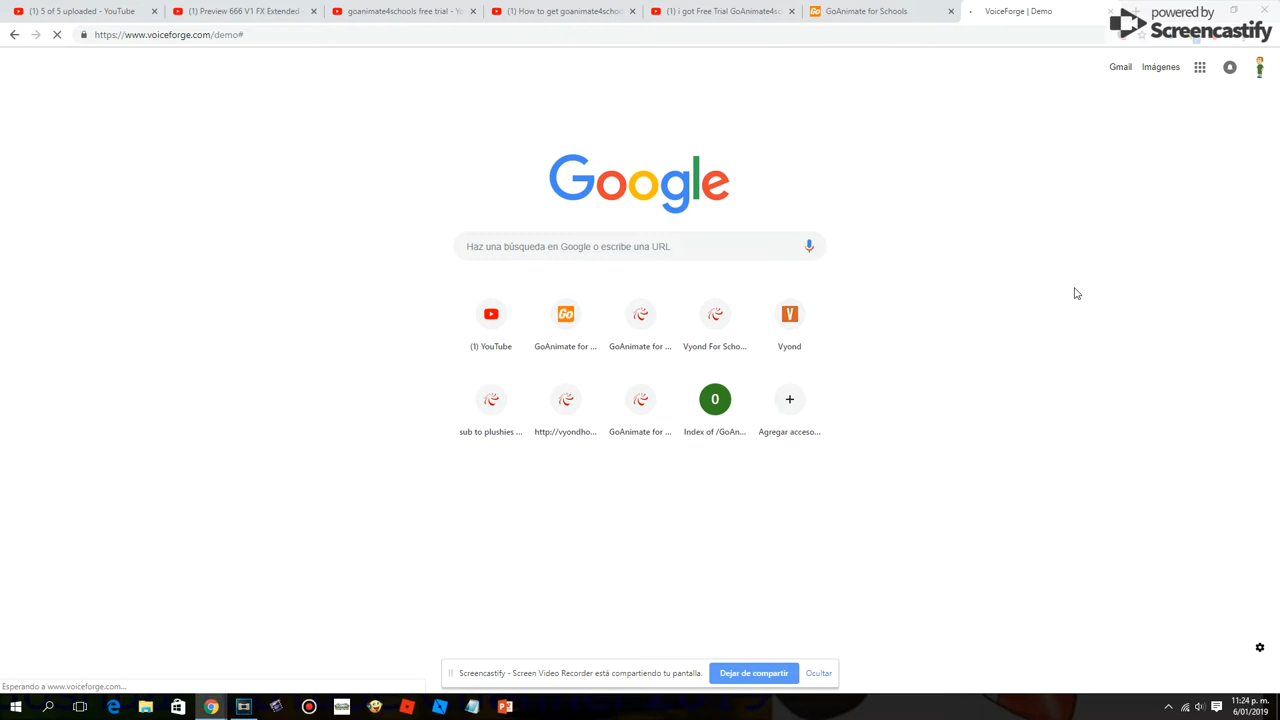 (1) 5 of 5 uploaded - YouTube
(1) Preview 666 V1 FX Extended -
goanimate4schools free trial - Yo
(1) How to get goanimate4schoo
(1) i got Free Trial GoAnimate4sc
Go GoAnimate for Schools
VoiceForge | Demo
powered by
Screencastify
https://www.voiceforge.com/demo#
Gmail Imágenes
Google
Haz una búsqueda en Google o escribe una URL
Go
V
(1) YouTube
GoAnimate for ...
GoAnimate for ...
Vyond For Scho...
Vyond
0
sub to plushies ...
http://vyondho...
GoAnimate for ...
Index of /GoAn...
Agregar acceso...
Screencastify - Screen Video Recorder está compartiendo tu pantalla.
Dejar de compartir
Ocultar
Esperando a www.voiceforge.com...
11:24 p. m.
6/01/2019